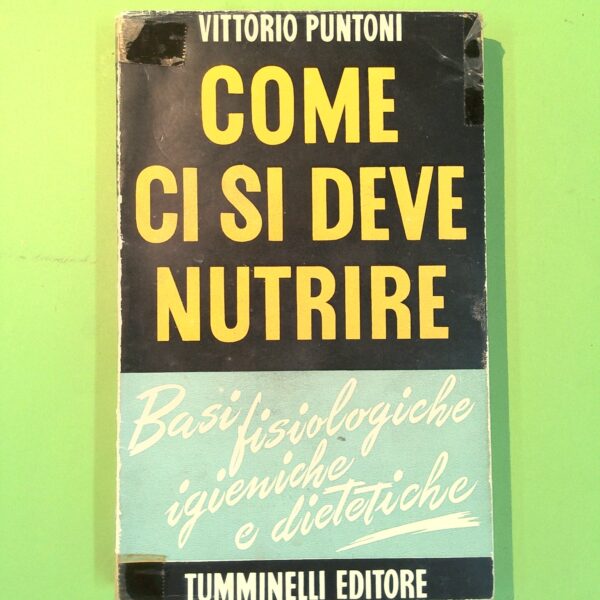 VITTORIO PUNTONI
COME
CI SI DEVE
NUTRIRE
Basi fisiologiche
igieniche
e dietetiche
TUMMINELLI EDITORE